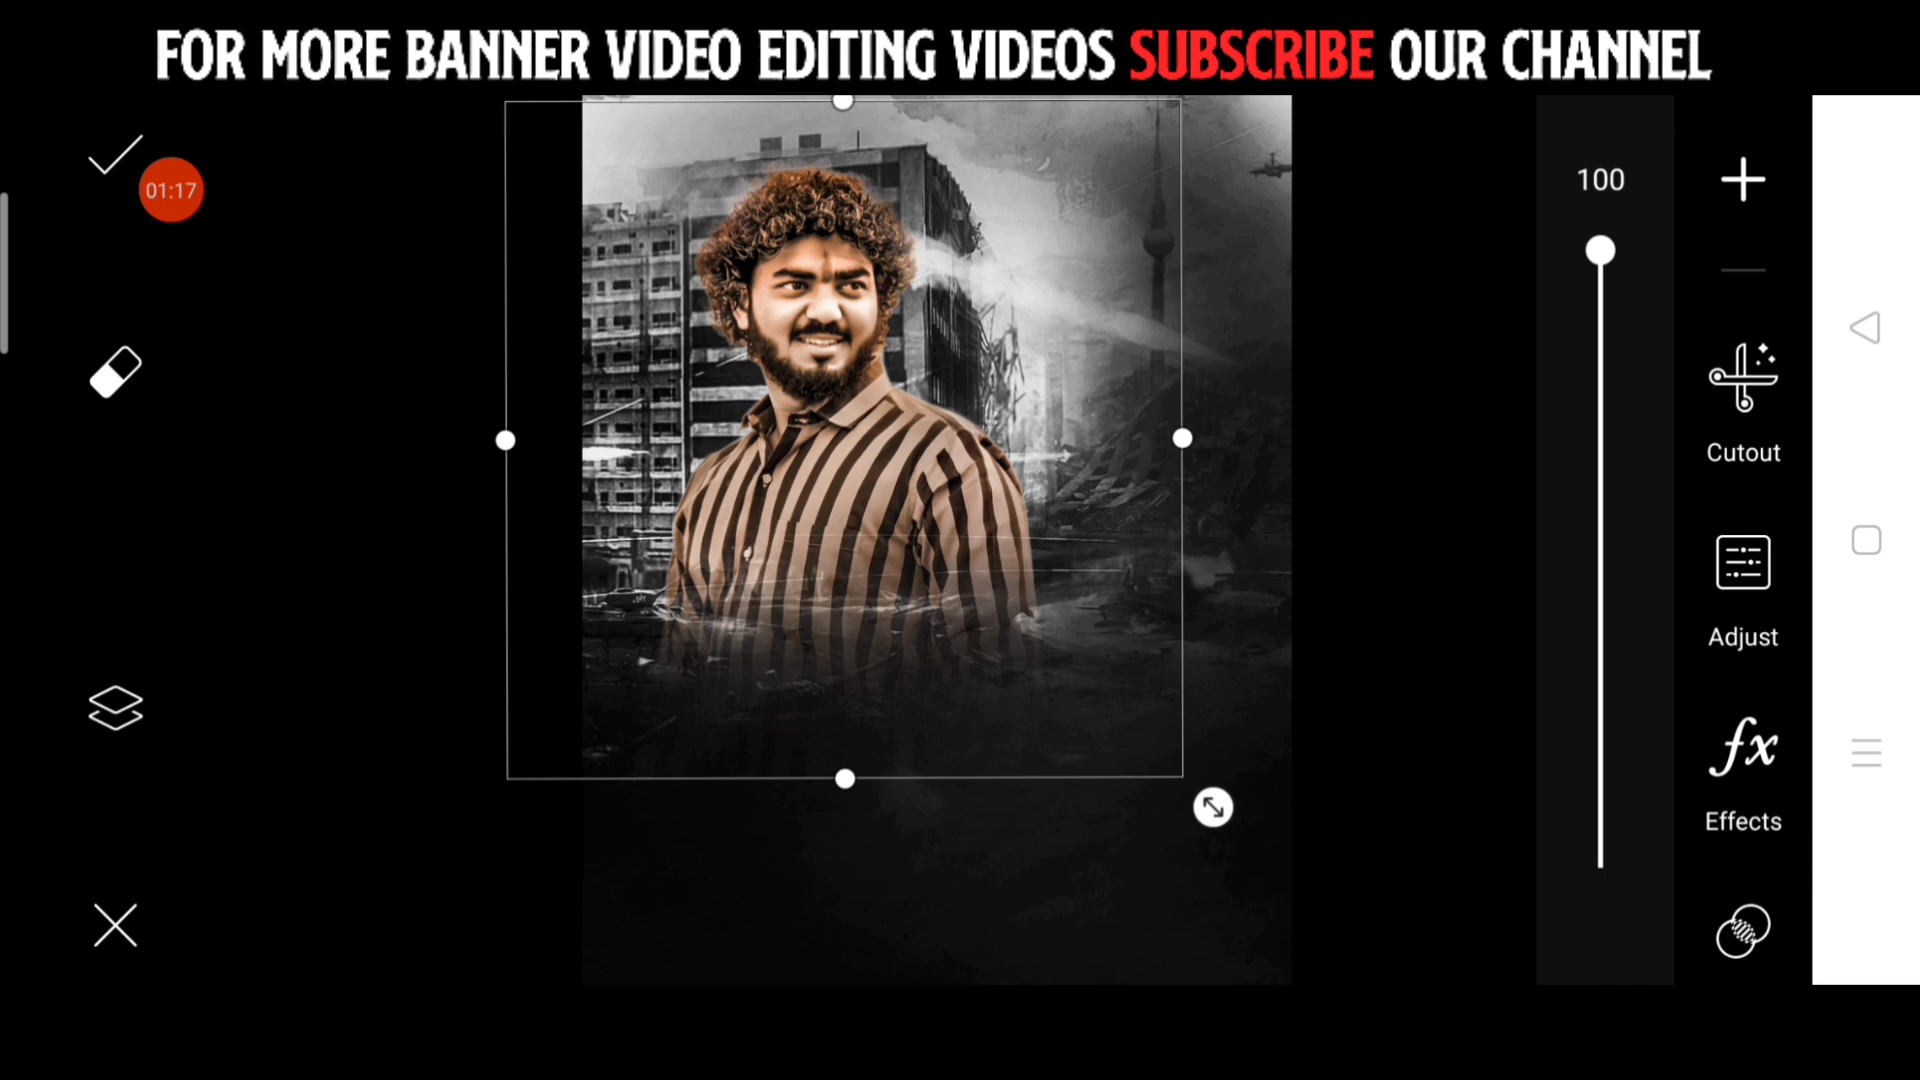 FOR MORE BANNER VIDEO EDITING VIDEOS SUBSCRIBE OUR CHANNEL
01:17
100
Cutout
Adjust
fx
Effects